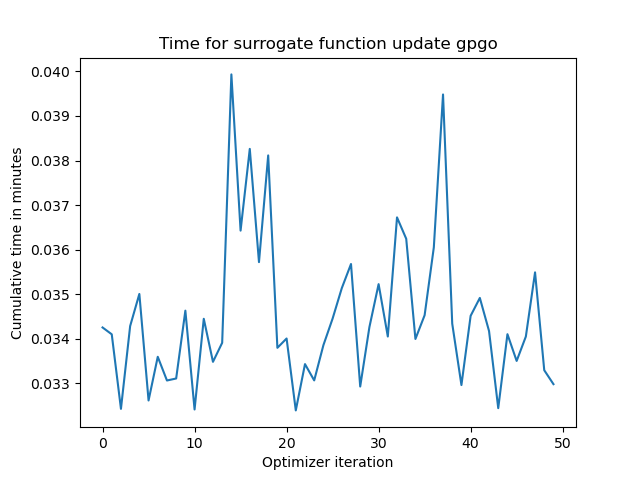 Time for surrogate function update gpgo
0.040
0.039
0.038
0.037
0.036
0.035
0.034
0.033
Cumulative time in minutes
0 10 20 30 40 50
Optimizer iteration